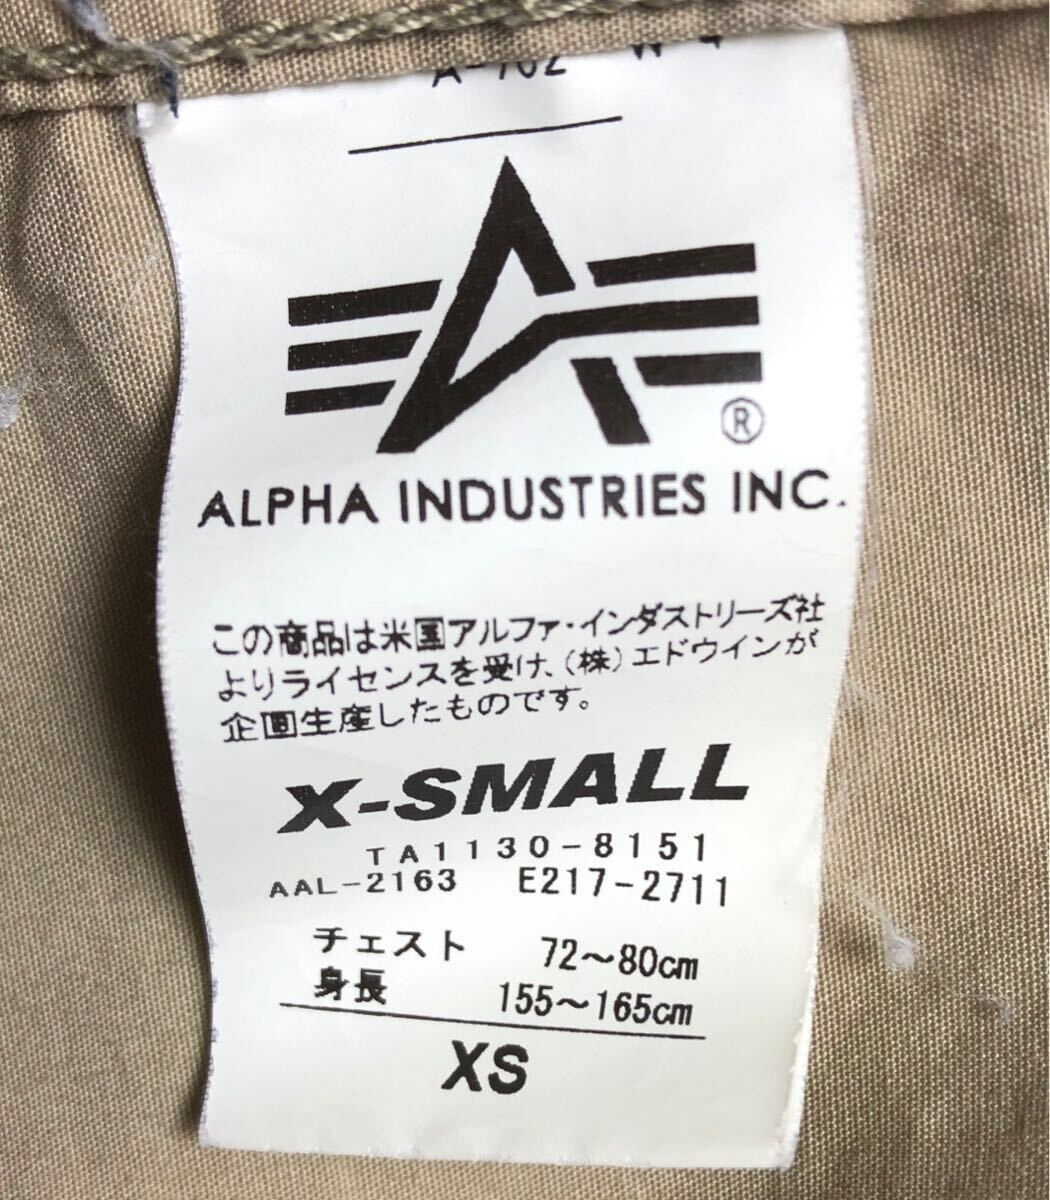 A-102 W 4
®
ALPHA INDUSTRIES INC.
この商品は米国アルファ・インダストリーズ社
よりライセンスを受け、(株)エドウインが
企画生産したものです。
X-SMALL
TA1130-8151
AAL-2163 E217-2711
チェスト 72~80cm
身長 155~165cm
XS